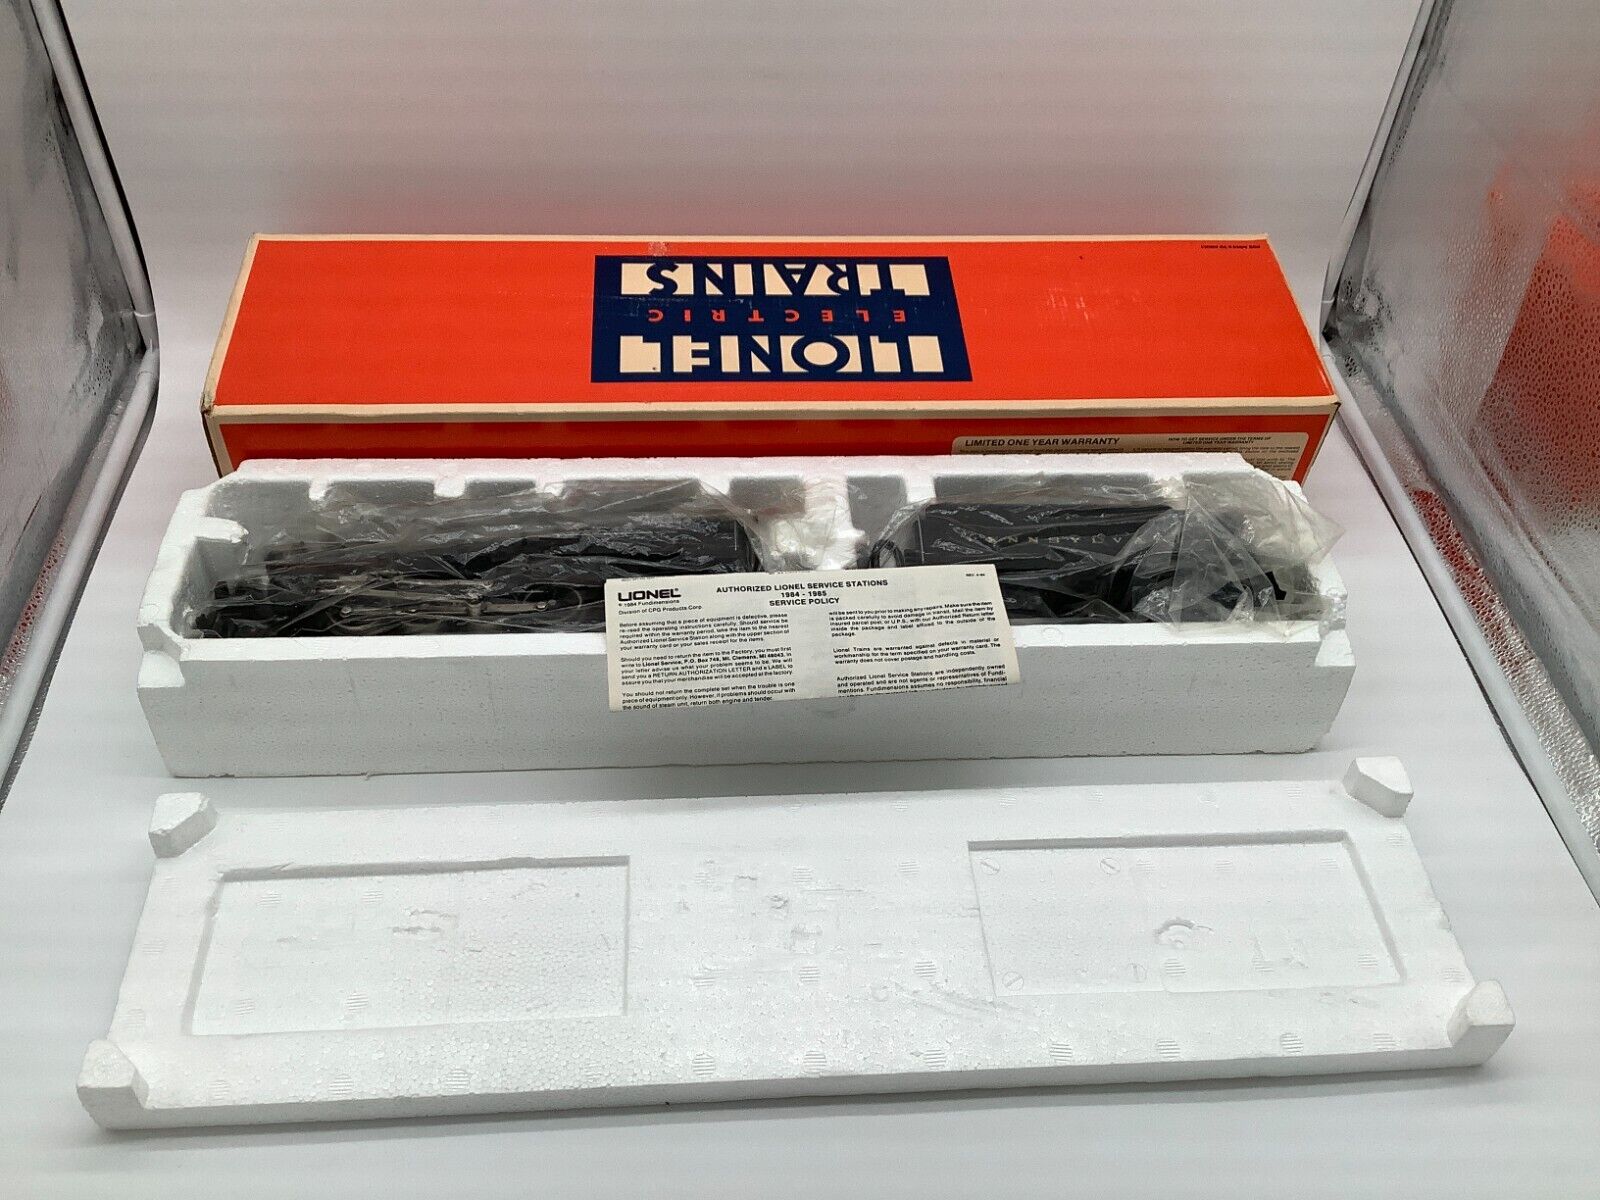 LIONEL
ELECTRIC
TRAINS
LIMITED ONE YEAR WARRANTY
HOW TO GET SERVICE UNDER THE TERMS OF
LIMITED ONE YEAR WARRANTY
LIONEL
© 1984 Fundimensions
Division of CPG Products Corp.
AUTHORIZED LIONEL SERVICE STATIONS
1984 - 1985
SERVICE POLICY
Before assuming that a piece of equipment is defective, please
re-read the operating instructions carefully. Should service be
required within the warranty period, take the item to the nearest
Authorized Lionel Service Station along with the upper section of
your warranty card or your sales receipt for the items.
Should you need to return the item to the Factory, you must first
write to Lionel Service, P.O. Box 748, Mt. Clemens, MI 48043. In
your letter advise us what your problem seems to be. We will
send you a RETURN AUTHORIZATION LETTER and a LABEL to
assure you that your merchandise will be accepted at the factory.
You should not return the complete set when the trouble is one
piece of equipment only. However, if problems should occur with
the sound of steam unit, return both engine and tender.
will be sent to you prior to making any repairs. Make sure the item
is packed carefully to avoid damage in transit. Mail the item by
insured parcel post, or U.P.S., with our Authorized Return letter
inside the package and label affixed to the outside of the
package.
Lionel Trains are warranted against defects in material or
workmanship for the term specified on your warranty card. The
warranty does not cover postage and handling costs.
Authorized Lionel Service Stations are independently owned
and operated and are not agents or representatives of Fundi-
mensions. Fundimensions assumes no responsibility, financial